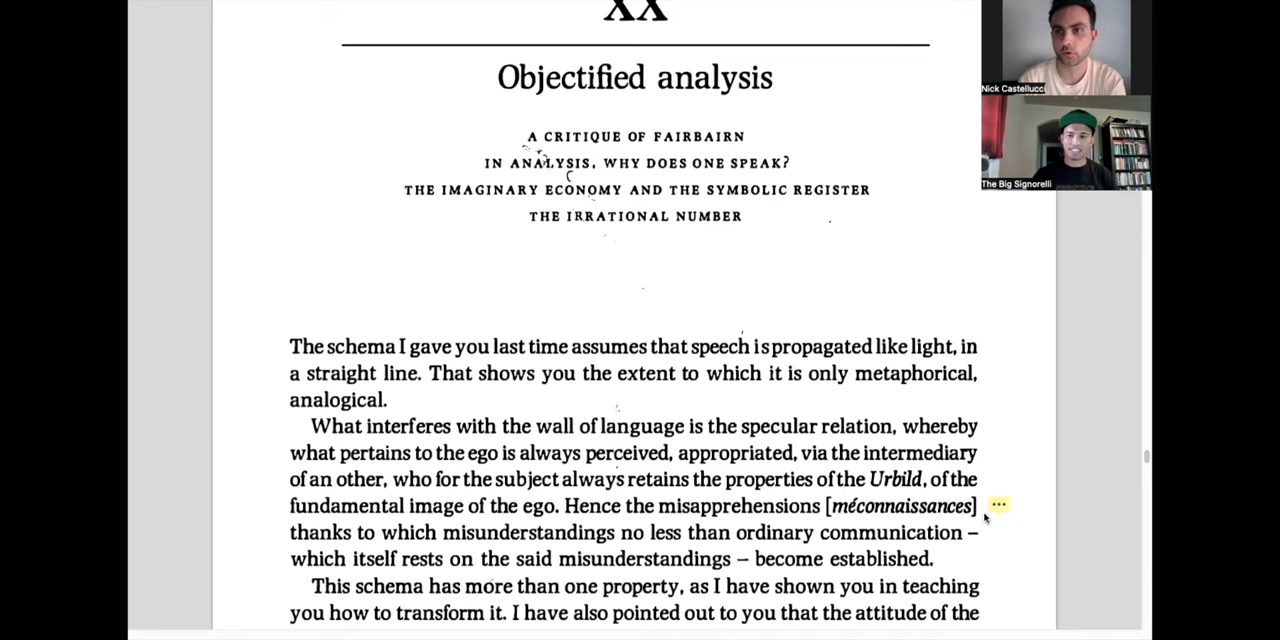 XX
Nick Castellucci
Objectified analysis
A CRITIQUE OF FAIRBAIRN
IN ANALYSIS, WHY DOES ONE SPEAK?
The Big Signorelli
THE IMAGINARY ECONOMY AND THE SYMBOLIC REGISTER
THE IRRATIONAL NUMBER
The schema I gave you last time assumes that speech is propagated like light, in
a straight line. That shows you the extent to which it is only metaphorical,
analogical.
What interferes with the wall of language is the specular relation, whereby
what pertains to the ego is always perceived, appropriated, via the intermediary
of an other, who for the subject always retains the properties of the Urbild, of the
fundamental image of the ego. Hence the misapprehensions [méconnaissances]
thanks to which misunderstandings no less than ordinary communication –
which itself rests on the said misunderstandings – become established.
This schema has more than one property, as I have shown you in teaching
you how to transform it. I have also pointed out to you that the attitude of the